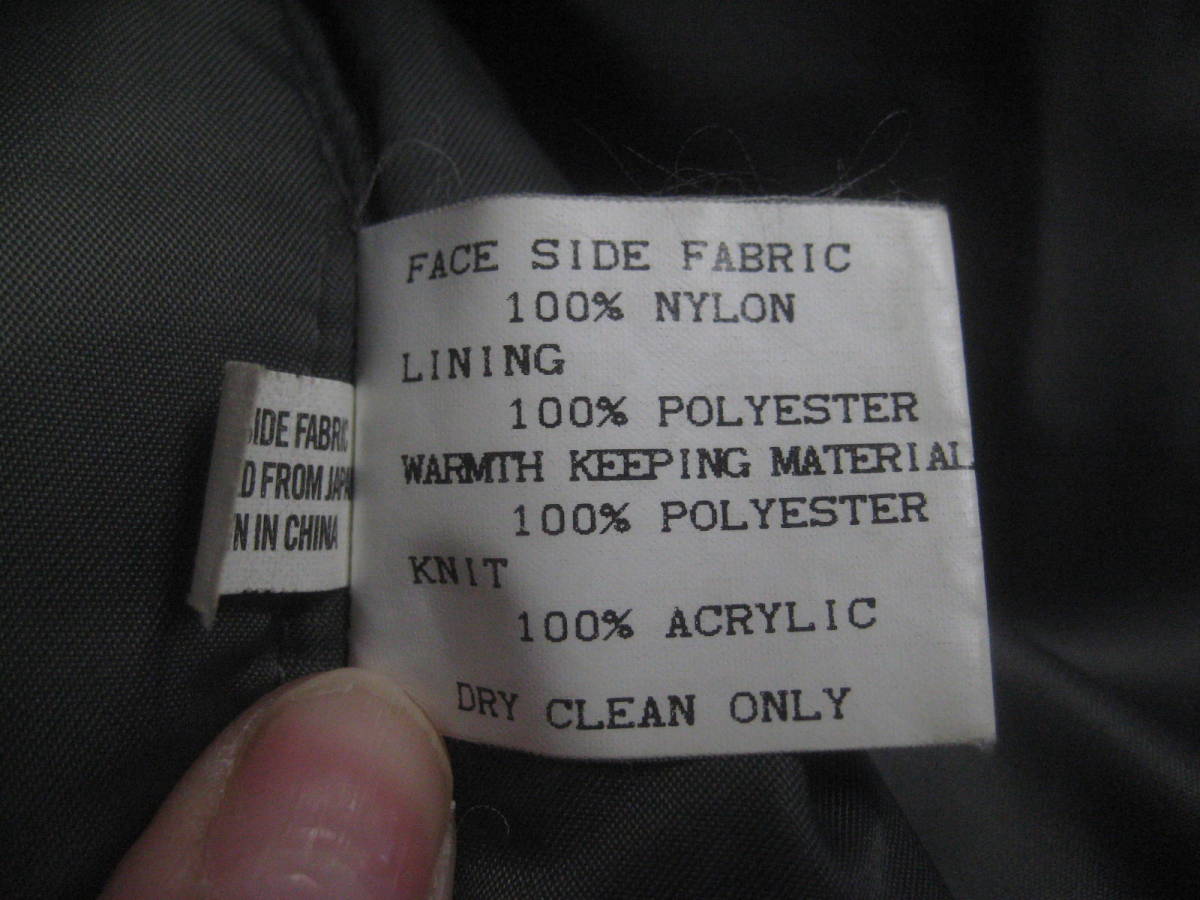 FACE SIDE FABRIC
100% NYLON
LINING
100% POLYESTER
WARMTH KEEPING MATERIAL
100% POLYESTER
KNIT
100% ACRYLIC
DRY CLEAN ONLY
SIDE FABRIC
D FROM JAPA
N IN CHINA